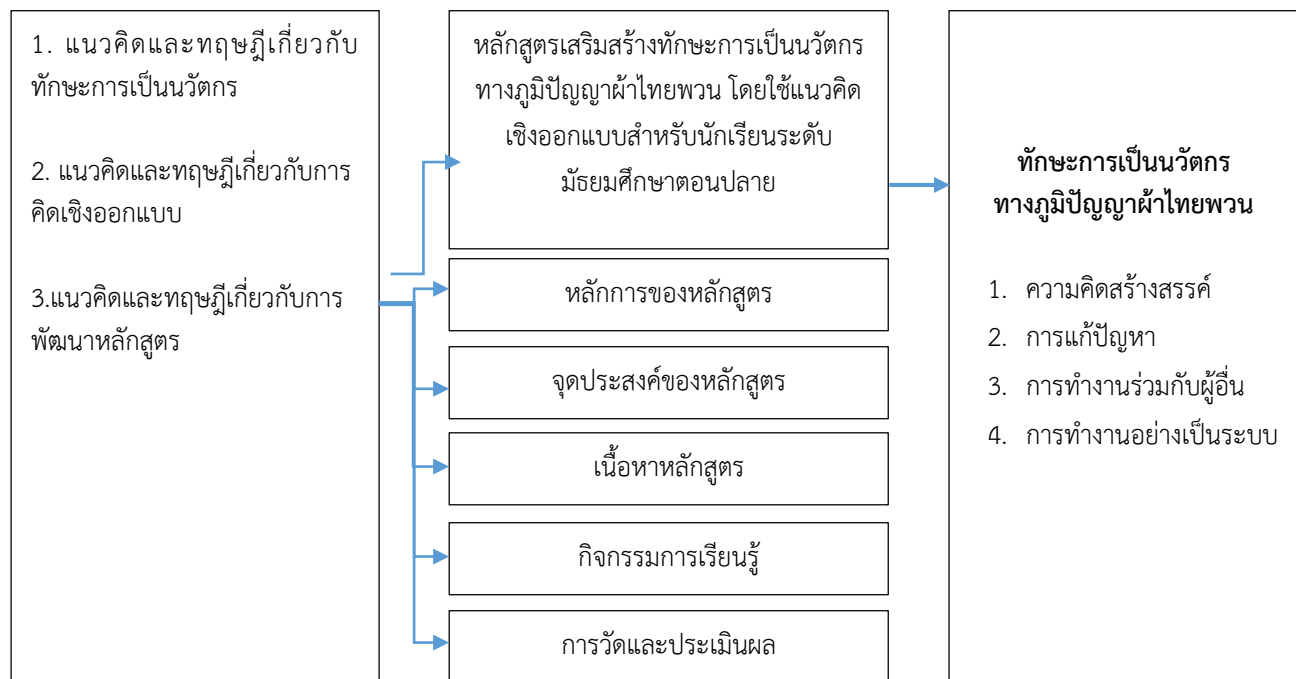 1. แนวคิดและทฤษฎีเกี่ยวกับ
ทักษะการเป็นนวัตกร
2. แนวคิดและทฤษฎีเกี่ยวกับการ
คิดเชิงออกแบบ
3.แนวคิดและทฤษฎีเกี่ยวกับการ
พัฒนาหลักสูตร
หลักสูตรเสริมสร้างทักษะการเป็นนวัตกร
ทางภูมิปัญญาผ้าไทยพวน โดยใช้แนวคิด
เชิงออกแบบสำหรับนักเรียนระดับ
มัธยมศึกษาตอนปลาย
หลักการของหลักสูตร
จุดประสงค์ของหลักสูตร
เนื้อหาหลักสูตร
กิจกรรมการเรียนรู้
การวัดและประเมินผล
ทักษะการเป็นนวัตกร
ทางภูมิปัญญาผ้าไทยพวน
1. ความคิดสร้างสรรค์
2. การแก้ปัญหา
3. การทำงานร่วมกับผู้อื่น
4. การทำงานอย่างเป็นระบบ